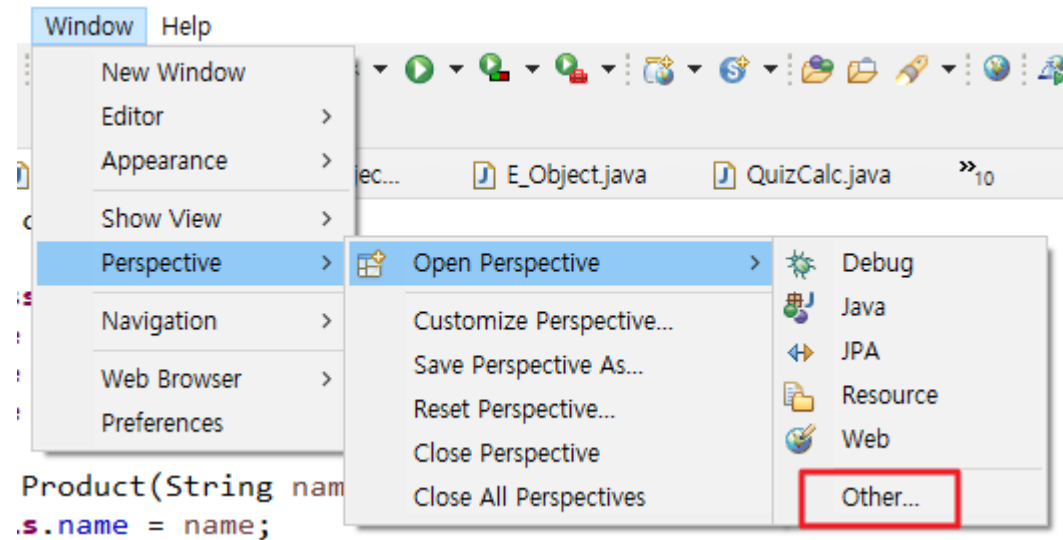 Window Help
New Window
Editor
Appearance
jec... E_Object.java QuizCalc.java »10
Show View
Perspective Open Perspective Debug
Java
Navigation Customize Perspective...
JPA
Save Perspective As...
Web Browser Resource
Preferences Reset Perspective...
Web
Close Perspective
Product(String nam Close All Perspectives Other...
s.name = name;